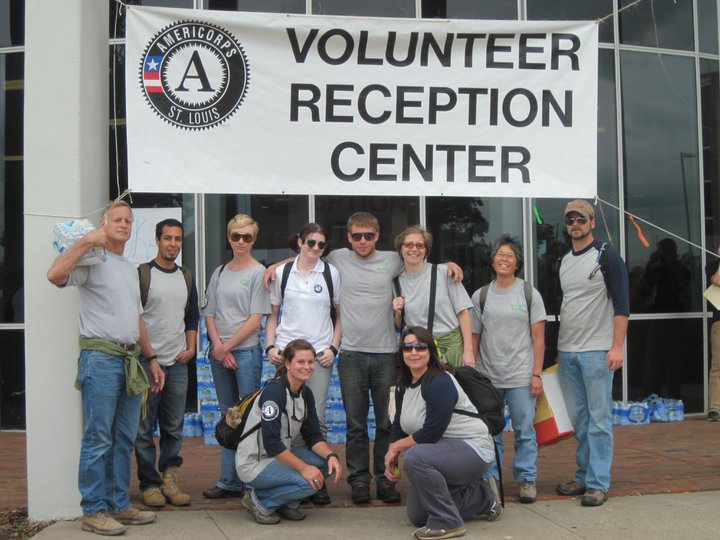 AMERICORPS
A
ST. LOUIS
VOLUNTEER
RECEPTION
CENTER